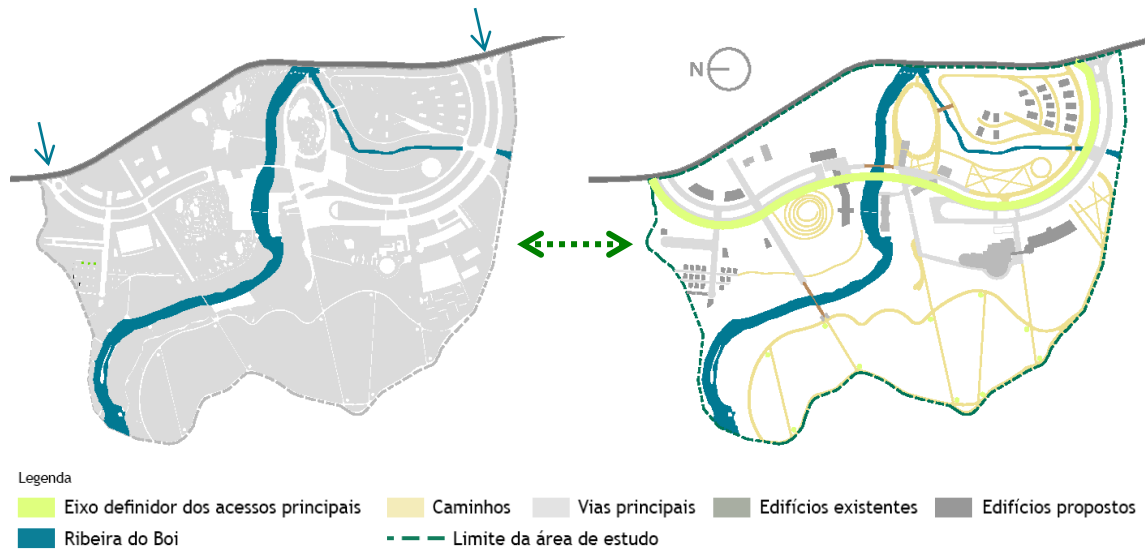 N
Legenda
Eixo definidor dos acessos principais
Caminhos
Vias principais
Edifícios existentes
Edifícios propostos
Ribeira do Boi
Limite da área de estudo